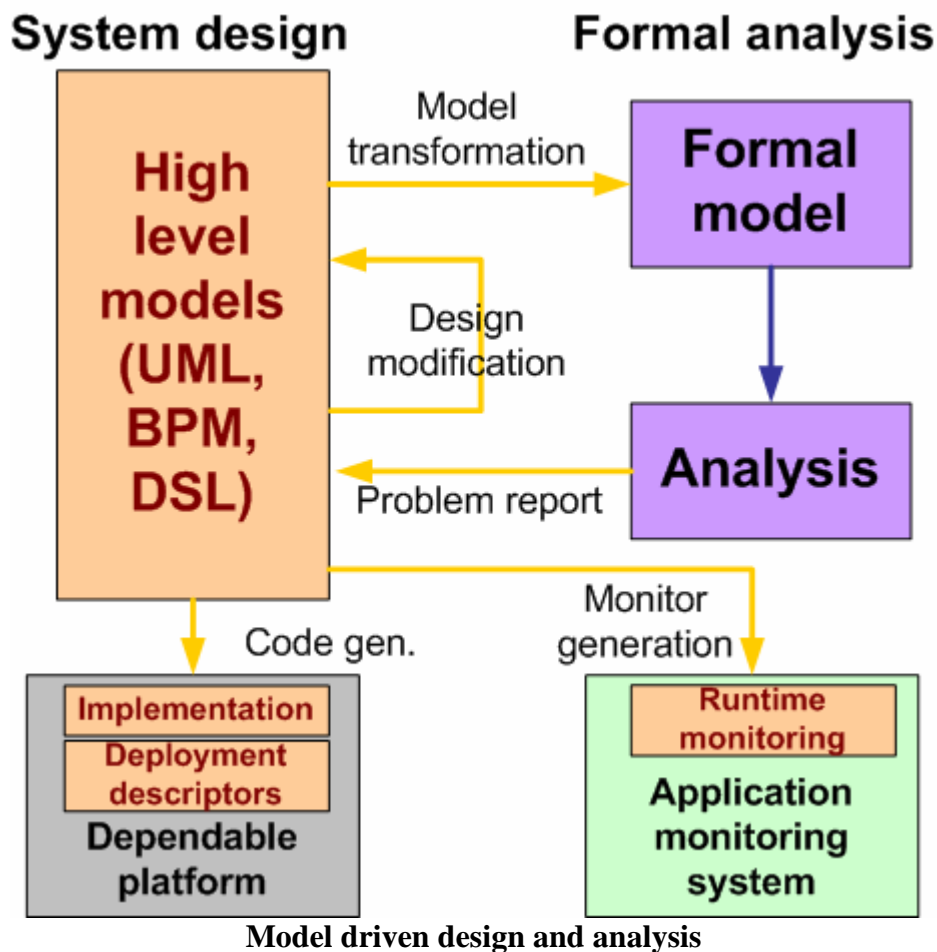 System design
Formal analysis
High
level
models
(UML,
BPM,
DSL)
Model
transformation
Formal
model
Design
modification
Analysis
Problem report
Code gen.
Monitor
generation
Implementation
Deployment
descriptors
Dependable
platform
Runtime
monitoring
Application
monitoring
system
Model driven design and analysis